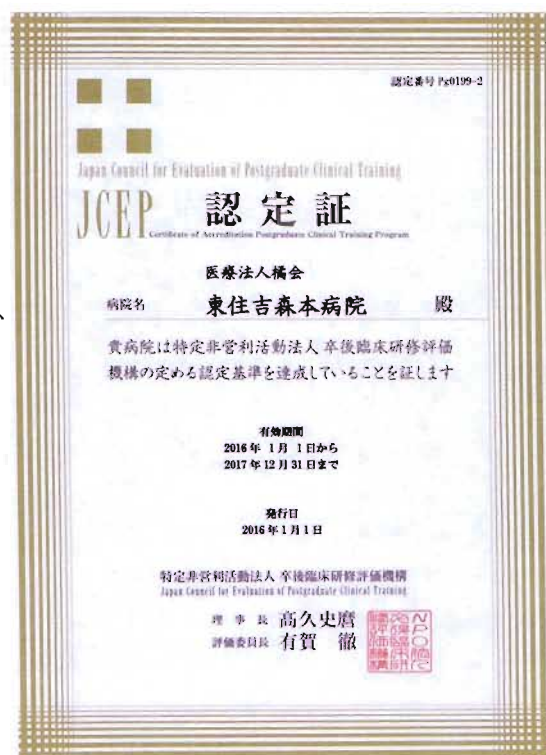 認定番号 Pg0199-2
Japan Council for Evaluation of Postgraduate Clinical Training
JCEP 認定証
Certificate of Accreditation Postgraduate Clinical Training Program
医療法人橘会
病院名 東住吉森本病院 殿
貴病院は特定非営利活動法人 卒後臨床研修評価
機構の定める認定基準を達成していることを証します
有効期間
2016年 1月 1日から
2017年12月31日まで
発行日
2016年1月1日
特定非営利活動法人 卒後臨床研修評価機構
Japan Council for Evaluation of Postgraduate Clinical Training
理事長 高久史麿
評価委員長 有賀 徹